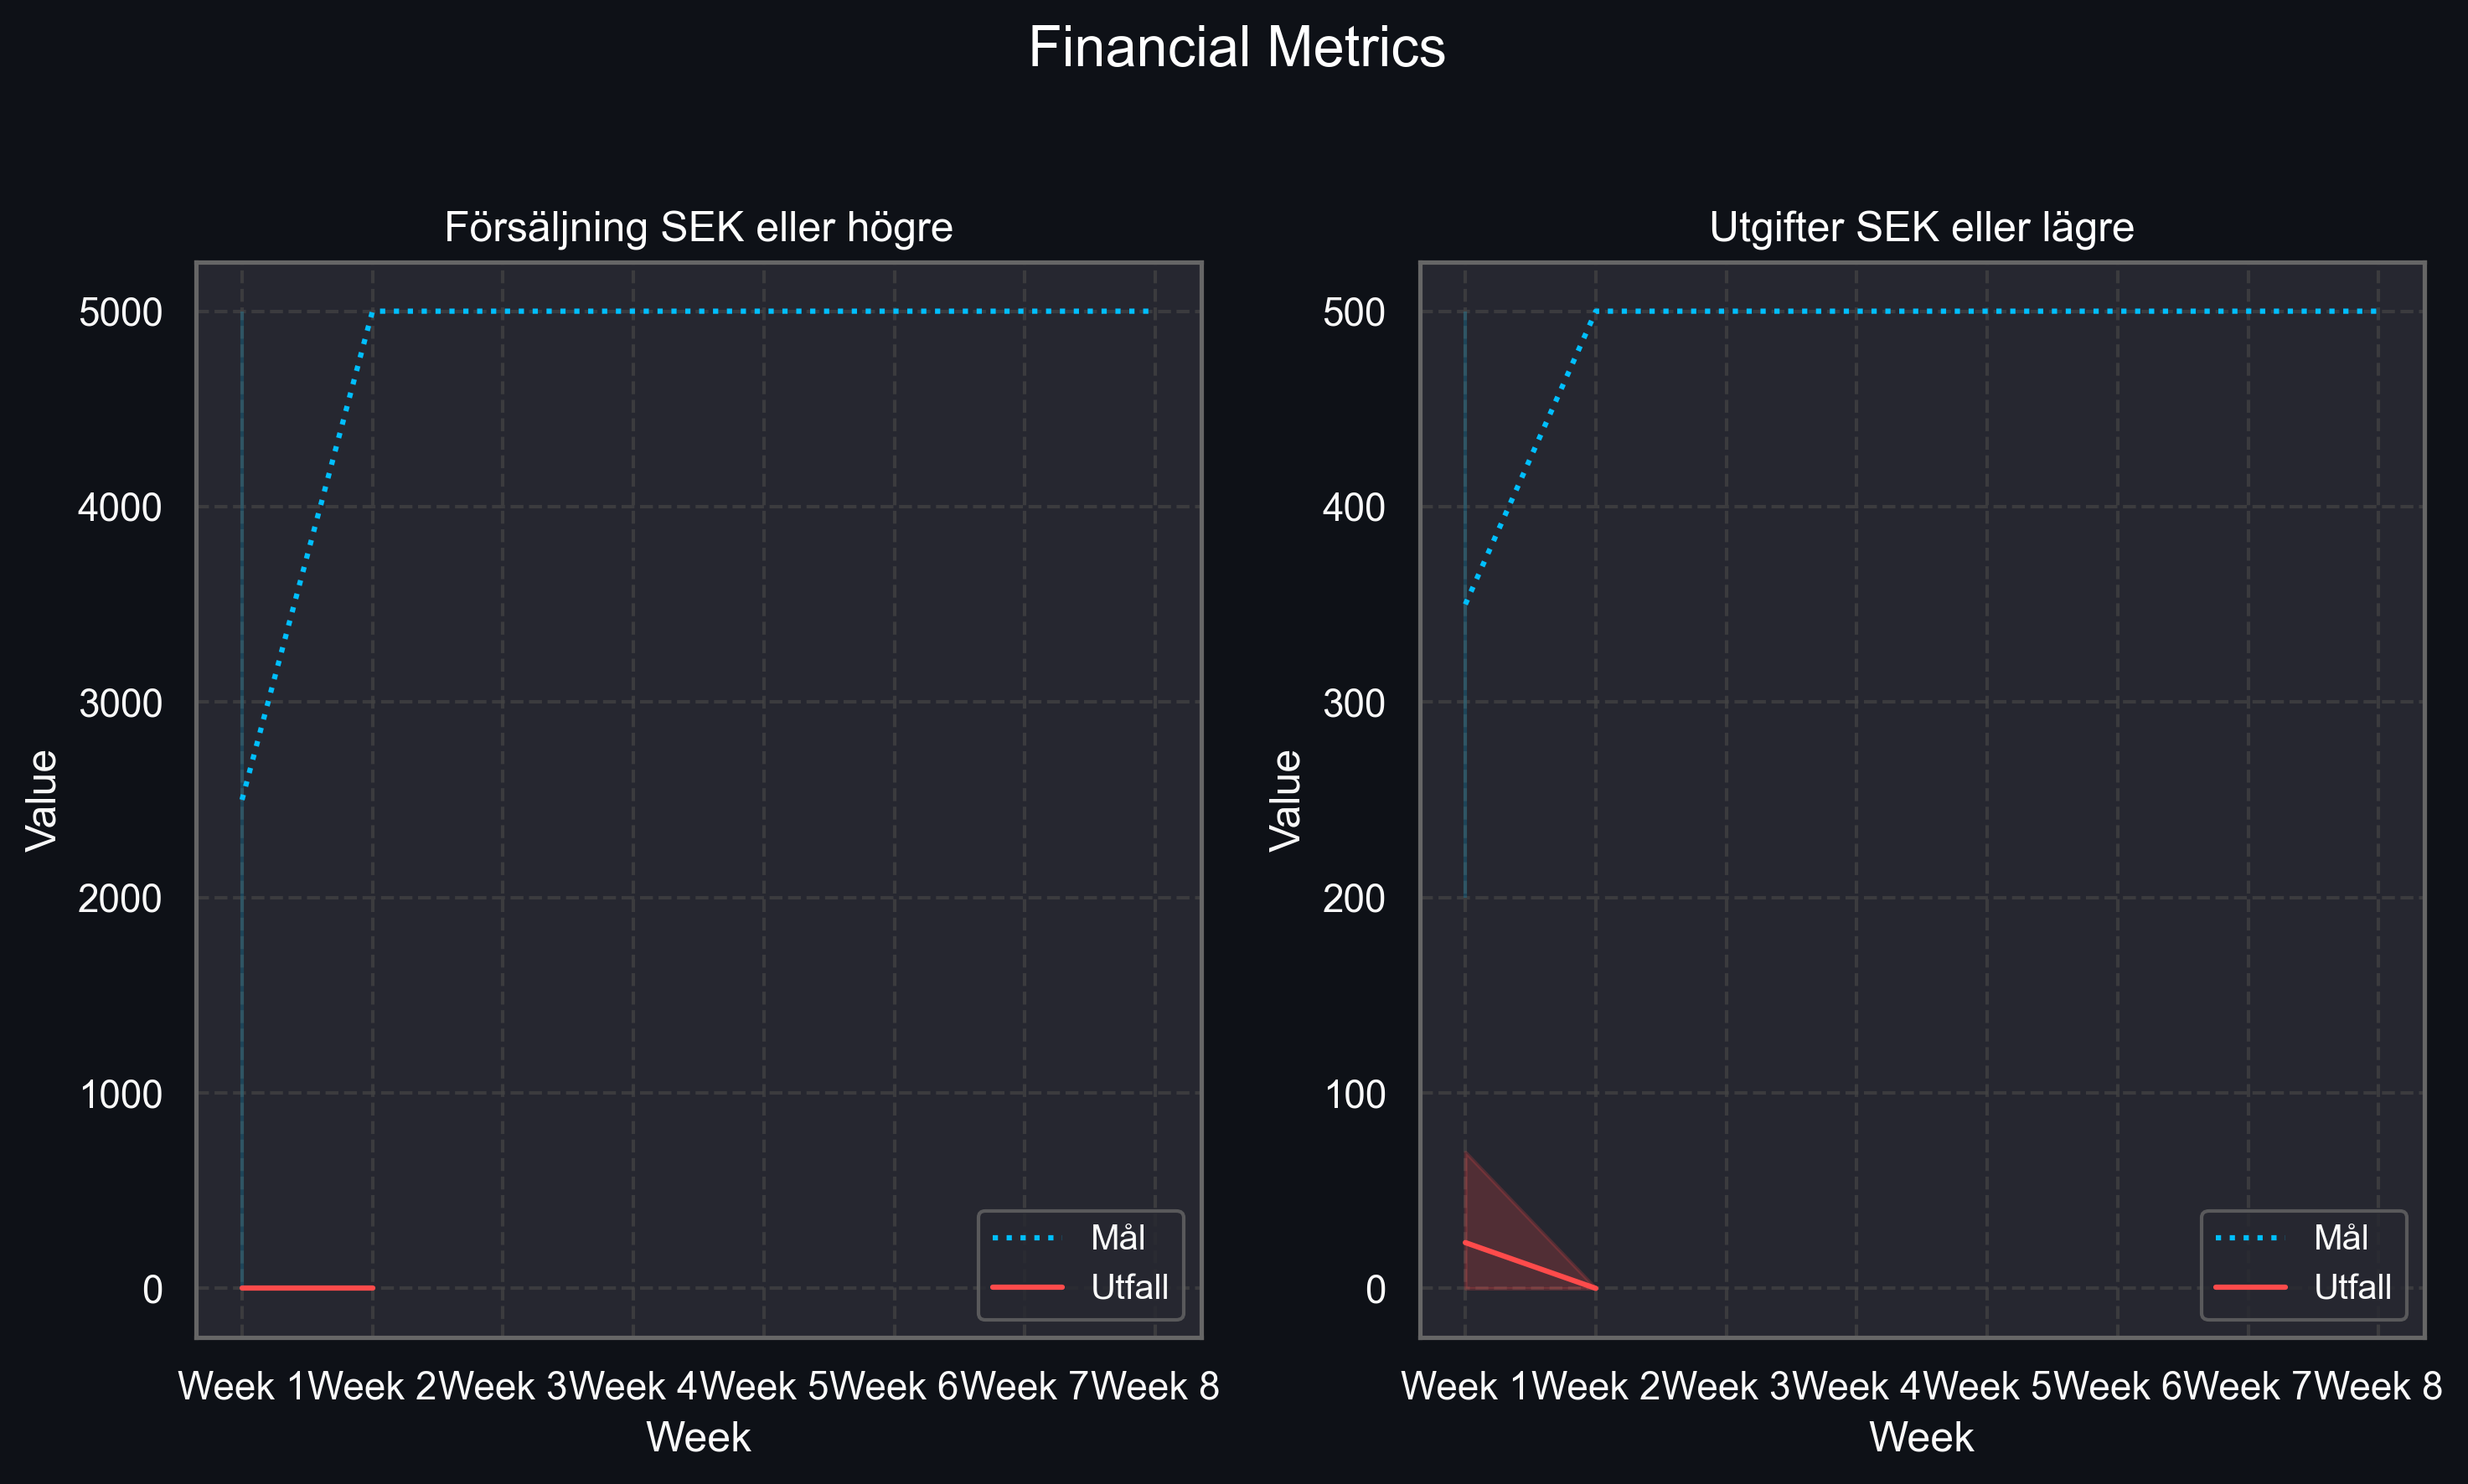 Financial Metrics
Försäljning SEK eller högre
5000
4000
3000
2000
1000
0
Value
Mål
Utfall
Week 1 Week 2 Week 3 Week 4 Week 5 Week 6 Week 7 Week 8
Week
Utgifter SEK eller lägre
500
400
300
200
100
0
Value
Mål
Utfall
Week 1 Week 2 Week 3 Week 4 Week 5 Week 6 Week 7 Week 8
Week